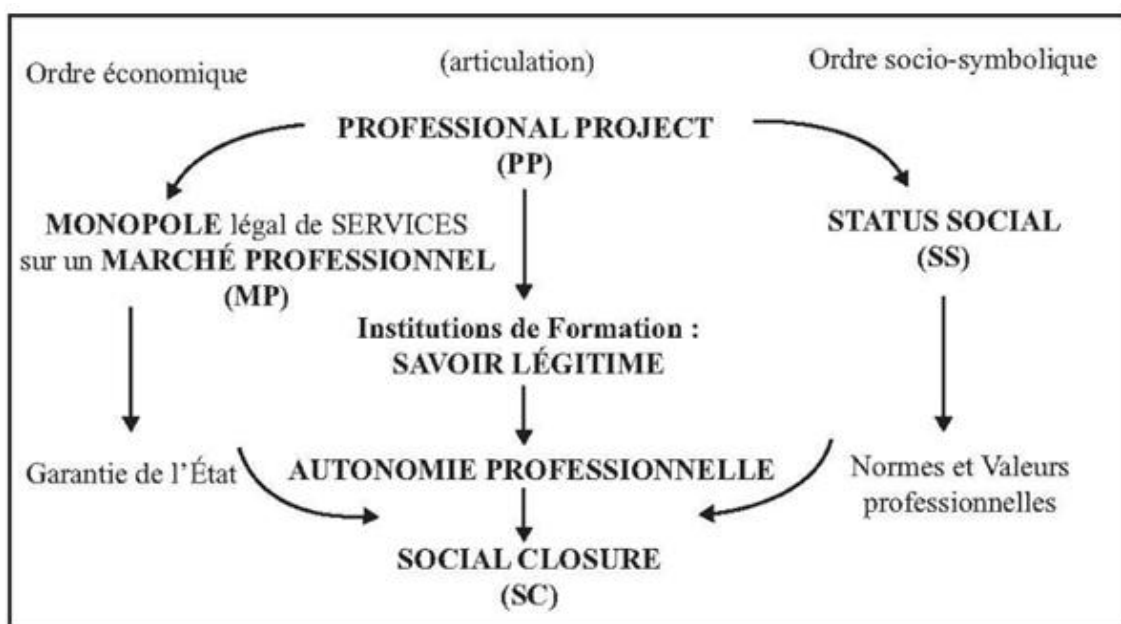 Ordre économique
(articulation)
Ordre socio-symbolique
PROFESSIONAL PROJECT
(PP)
MONOPOLE légal de SERVICES
sur un MARCHÉ PROFESSIONNEL
(MP)
STATUS SOCIAL
(SS)
Institutions de Formation :
SAVOIR LÉGITIME
Garantie de l'État
AUTONOMIE PROFESSIONNELLE
Normes et Valeurs
professionnelles
SOCIAL CLOSURE
(SC)